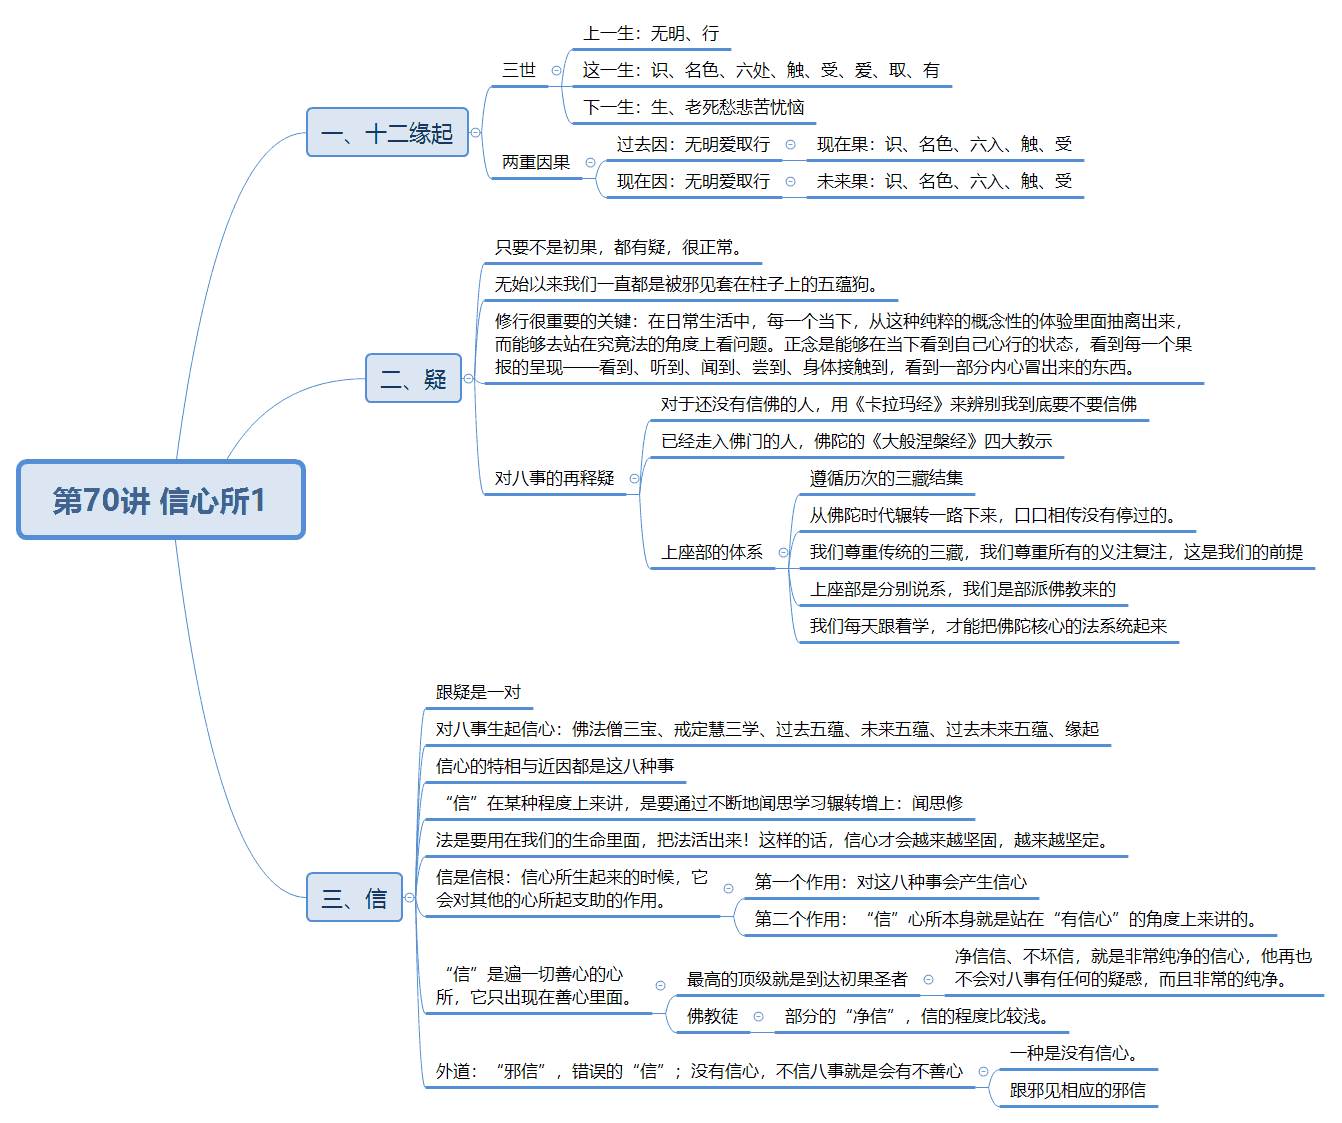 第70讲 信心所1
一、十二缘起
三世
上一生：无明、行
这一生：识、名色、六处、触、受、爱、取、有
下一生：生、老死愁悲苦忧恼
两重因果
过去因：无明爱取行
现在果：识、名色、六入、触、受
现在因：无明爱取行
未来果：识、名色、六入、触、受
二、疑
只要不是初果，都有疑，很正常。
无始以来我们一直都是被邪见套在柱子上的五蕴狗。
修行很重要的关键：在日常生活中，每一个当下，从这种纯粹的概念性的体验里面抽离出来，
而能够去站在究竟法的角度上看问题。正念是能够在当下看到自己心行的状态，看到每一个果
报的呈现——看到、听到、闻到、尝到、身体接触到，看到一部分内心冒出来的东西。
对八事的再释疑
对于还没有信佛的人，用《卡拉玛经》来辨别我到底要不要信佛
已经走入佛门的人，佛陀的《大般涅槃经》四大教示
上座部的体系
遵循历次的三藏结集
从佛陀时代辗转一路下来，口口相传没有停过的。
我们尊重传统的三藏，我们尊重所有的义注复注，这是我们的前提
上座部是分别说系，我们是部派佛教来的
我们每天跟着学，才能把佛陀核心的法系统起来
三、信
跟疑是一对
对八事生起信心：佛法僧三宝、戒定慧三学、过去五蕴、未来五蕴、过去未来五蕴、缘起
信心的特相与近因都是这八种事
“信”在某种程度上来讲，是要通过不断地闻思学习辗转增上：闻思修
法是要用在我们的生命里面，把法活出来！这样的话，信心才会越来越坚固，越来越坚定。
信是信根：信心所生起来的时候，它
会对其他的心所起支助的作用。
第一个作用：对这八种事会产生信心
第二个作用：“信”心所本身就是站在“有信心”的角度上来讲的。
“信”是遍一切善心的心
所，它只出现在善心里面。
最高的顶级就是到达初果圣者
净信信、不坏信，就是非常纯净的信心，他再也
不会对八事有任何的疑惑，而且非常的纯净。
佛教徒
部分的“净信”，信的程度比较浅。
外道：“邪信”，错误的“信”；没有信心，不信八事就是会有不善心
一种是没有信心。
跟邪见相应的邪信